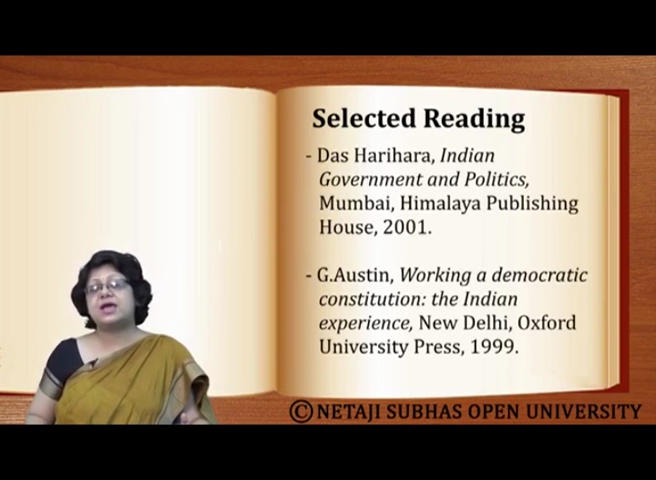 Selected Reading
- Das Harihara, Indian
Government and Politics,
Mumbai, Himalaya Publishing
House, 2001.
- G.Austin, Working a democratic
constitution: the Indian
experience, New Delhi, Oxford
University Press, 1999.
© NETAJI SUBHAS OPEN UNIVERSITY